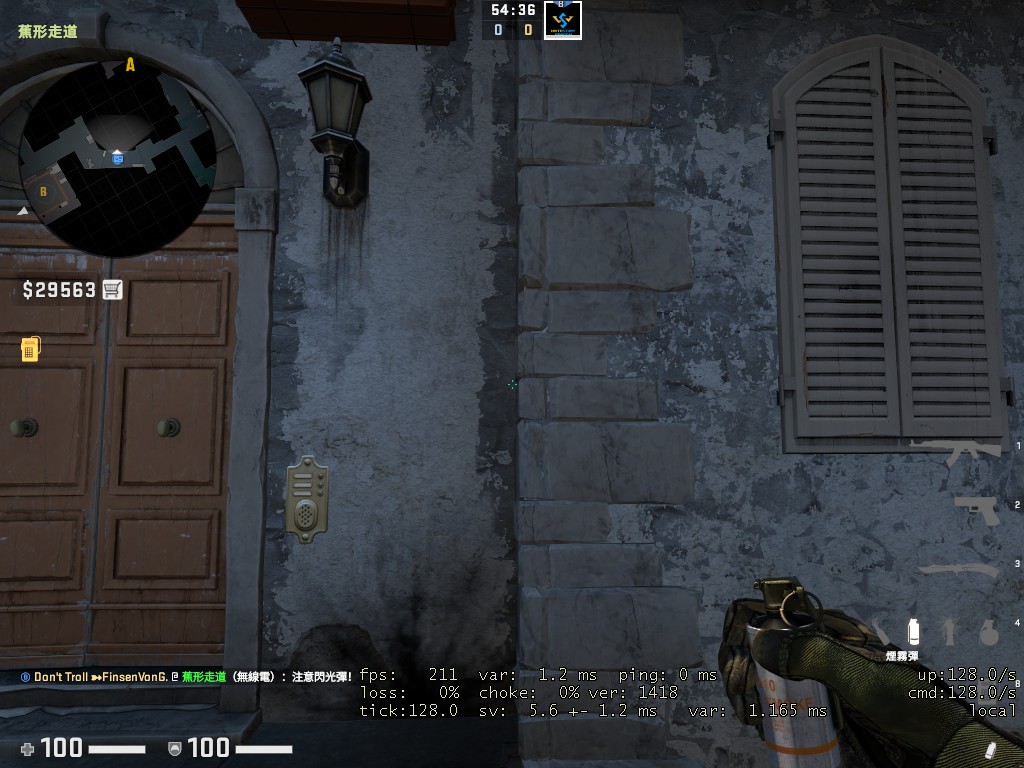 蕉形走道
54:36
0 0
A
B
$29563
1
2
3
4
煙霧彈
Don't Troll ➳FinsenVonG. @ 蕉形走道 (無線電) : 注意閃光彈!
fps: 211 var: 1.2 ms ping: 0 ms
loss: 0% choke: 0% ver: 1418
tick:128.0 sv: 5.6 +- 1.2 ms var: 1.165 ms
up:128.0/s
cmd:128.0/s
local
100 100